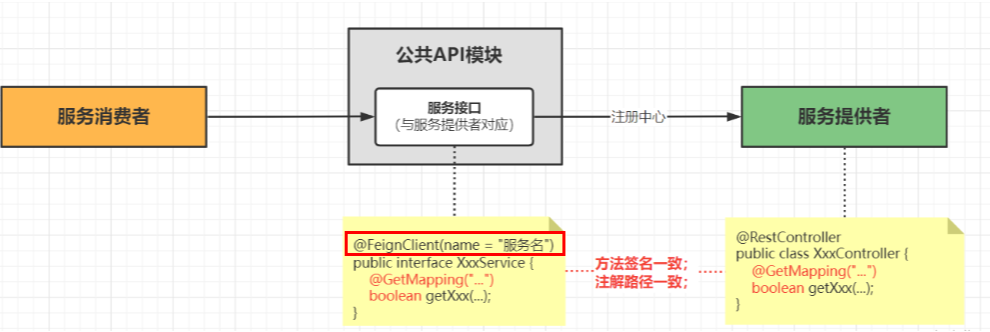 公共API模块
服务消费者
服务接口
（与服务提供者对应）
注册中心
服务提供者
@FeignClient(name = "服务名")
public interface XxxService {
@GetMapping("...")
boolean getXxx(...);
}
方法签名一致；
注解路径一致；
@RestController
public class XxxController {
@GetMapping("...")
boolean getXxx(...);
}